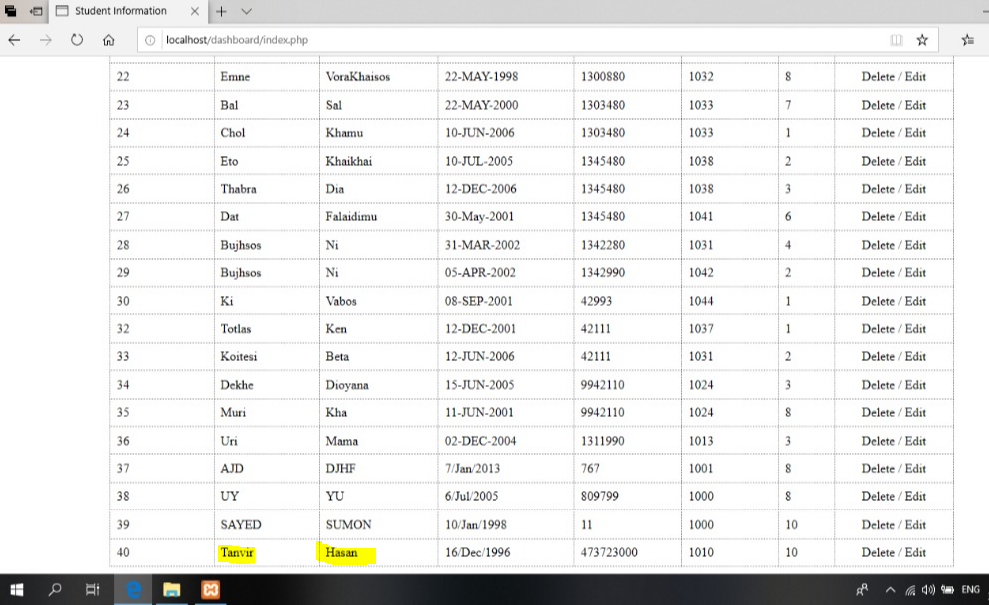 Student Information
localhost/dashboard/index.php
22 Emne VoraKhaisos 22-MAY-1998 1300880 1032 8 Delete / Edit
23 Bal Sal 22-MAY-2000 1303480 1033 7 Delete / Edit
24 Chol Khamu 10-JUN-2006 1303480 1033 1 Delete / Edit
25 Eto Khaikhai 10-JUL-2005 1345480 1038 2 Delete / Edit
26 Thabra Dia 12-DEC-2006 1345480 1038 3 Delete / Edit
27 Dat Falaidimu 30-May-2001 1345480 1041 6 Delete / Edit
28 Bujhsos Ni 31-MAR-2002 1342280 1031 4 Delete / Edit
29 Bujhsos Ni 05-APR-2002 1342990 1042 2 Delete / Edit
30 Ki Vabos 08-SEP-2001 42993 1044 1 Delete / Edit
32 Totlas Ken 12-DEC-2001 42111 1037 1 Delete / Edit
33 Koitesi Beta 12-JUN-2006 42111 1031 2 Delete / Edit
34 Dekhe Dioyana 15-JUN-2005 9942110 1024 3 Delete / Edit
35 Muri Kha 11-JUN-2001 9942110 1024 8 Delete / Edit
36 Uri Mama 02-DEC-2004 1311990 1013 3 Delete / Edit
37 AJD DJHF 7/Jan/2013 767 1001 8 Delete / Edit
38 UY YU 6/Jul/2005 809799 1000 8 Delete / Edit
39 SAYED SUMON 10/Jan/1998 11 1000 10 Delete / Edit
40 Tanvir Hasan 16/Dec/1996 473723000 1010 10 Delete / Edit
ENG